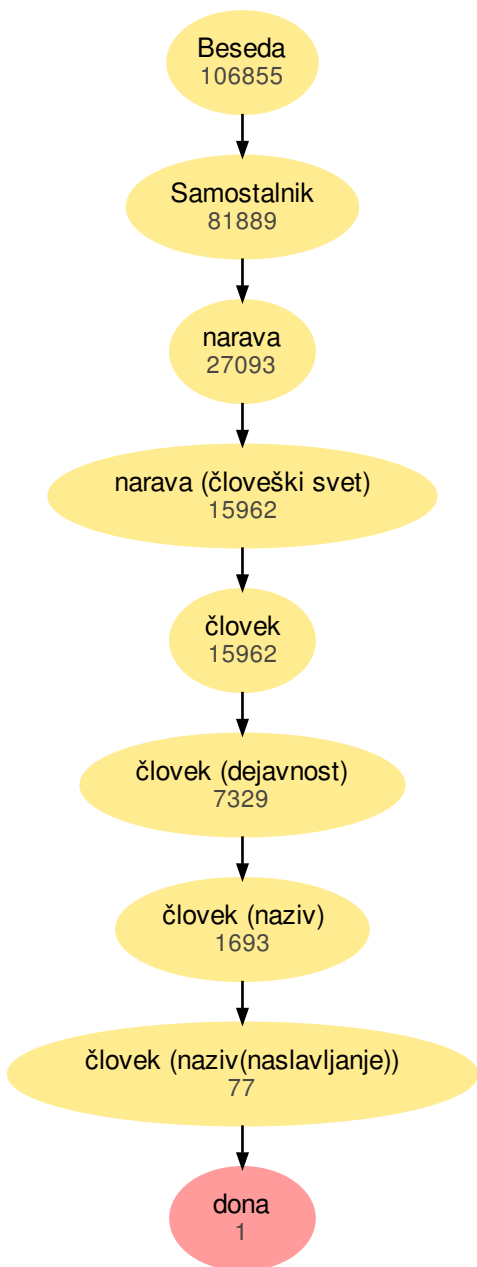 Beseda
106855
Samostalnik
81889
narava
27093
narava (človeški svet)
15962
človek
15962
človek (dejavnost)
7329
človek (naziv)
1693
človek (naziv(naslavljanje))
77
dona
1